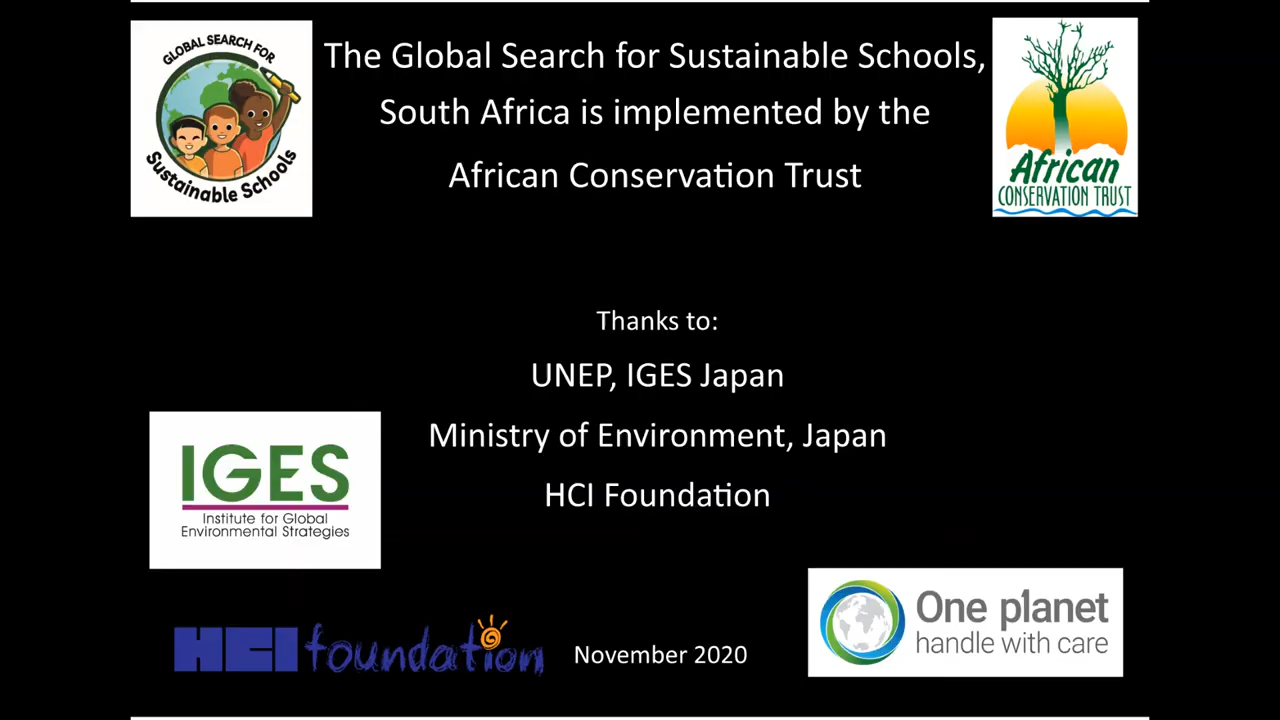 GLOBAL SEARCH FOR
Sustainable Schools
The Global Search for Sustainable Schools,
South Africa is implemented by the
African Conservation Trust
African
CONSERVATION TRUST
Thanks to:
UNEP, IGES Japan
Ministry of Environment, Japan
HCI Foundation
IGES
Institute for Global
Environmental Strategies
HCI foundation
November 2020
One planet
handle with care